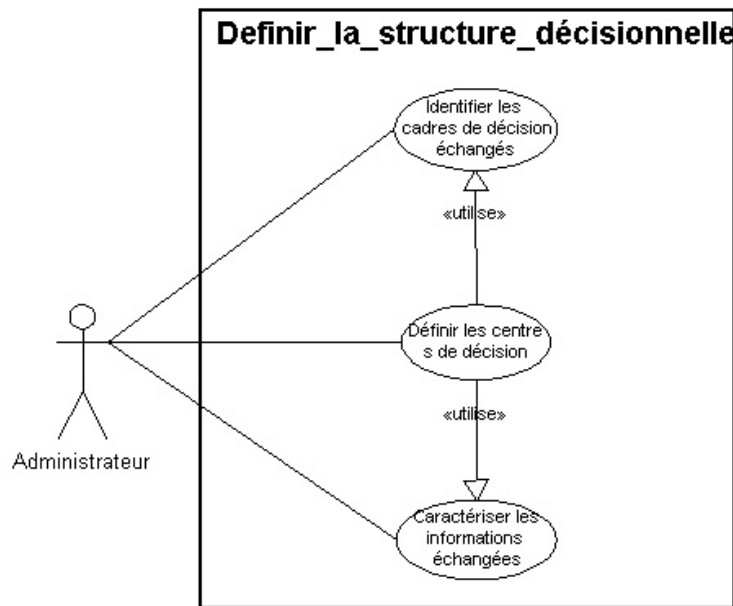 Definir_la_structure_décisionnelle
Identifier les
cadres de décision
échangés
«utilise»
Définir les centre
s de décision
«utilise»
Administrateur
Caractériser les
informations
échangées